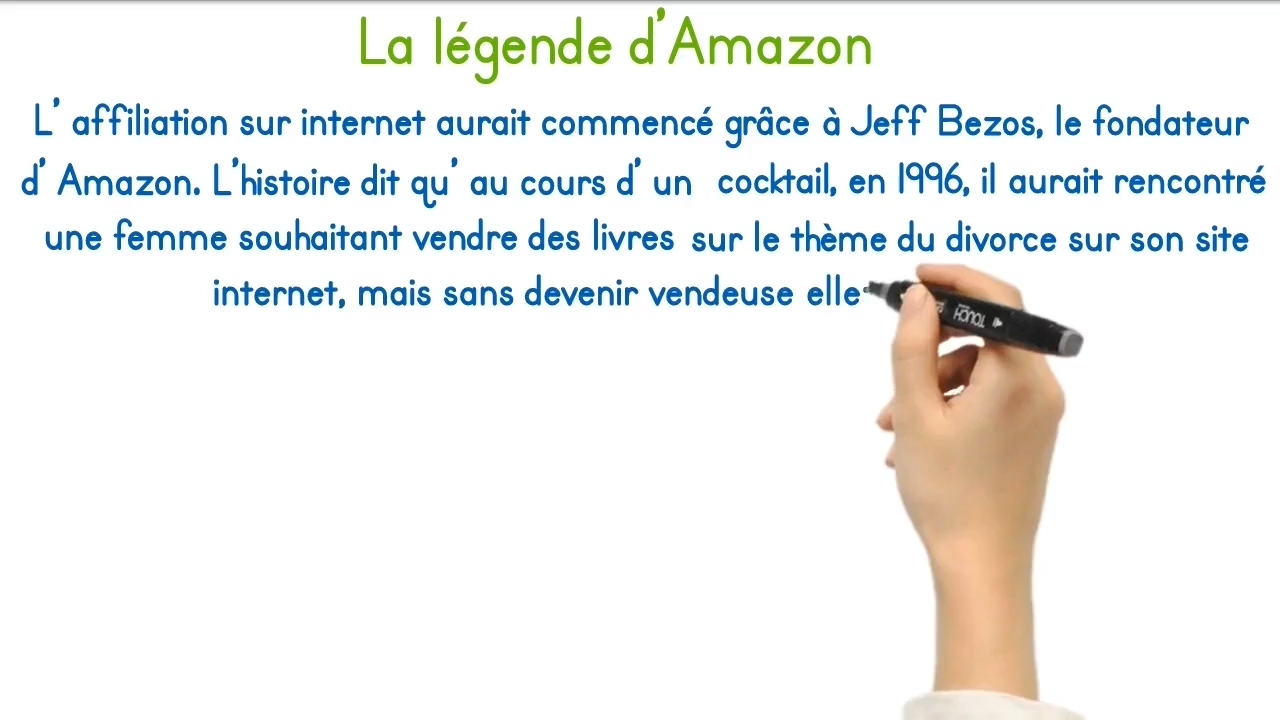 La légende d'Amazon
L' affiliation sur internet aurait commencé grâce à Jeff Bezos, le fondateur
d' Amazon. L'histoire dit qu' au cours d' un cocktail, en 1996, il aurait rencontré
une femme souhaitant vendre des livres sur le thème du divorce sur son site
internet, mais sans devenir vendeuse elle-
TOUCH